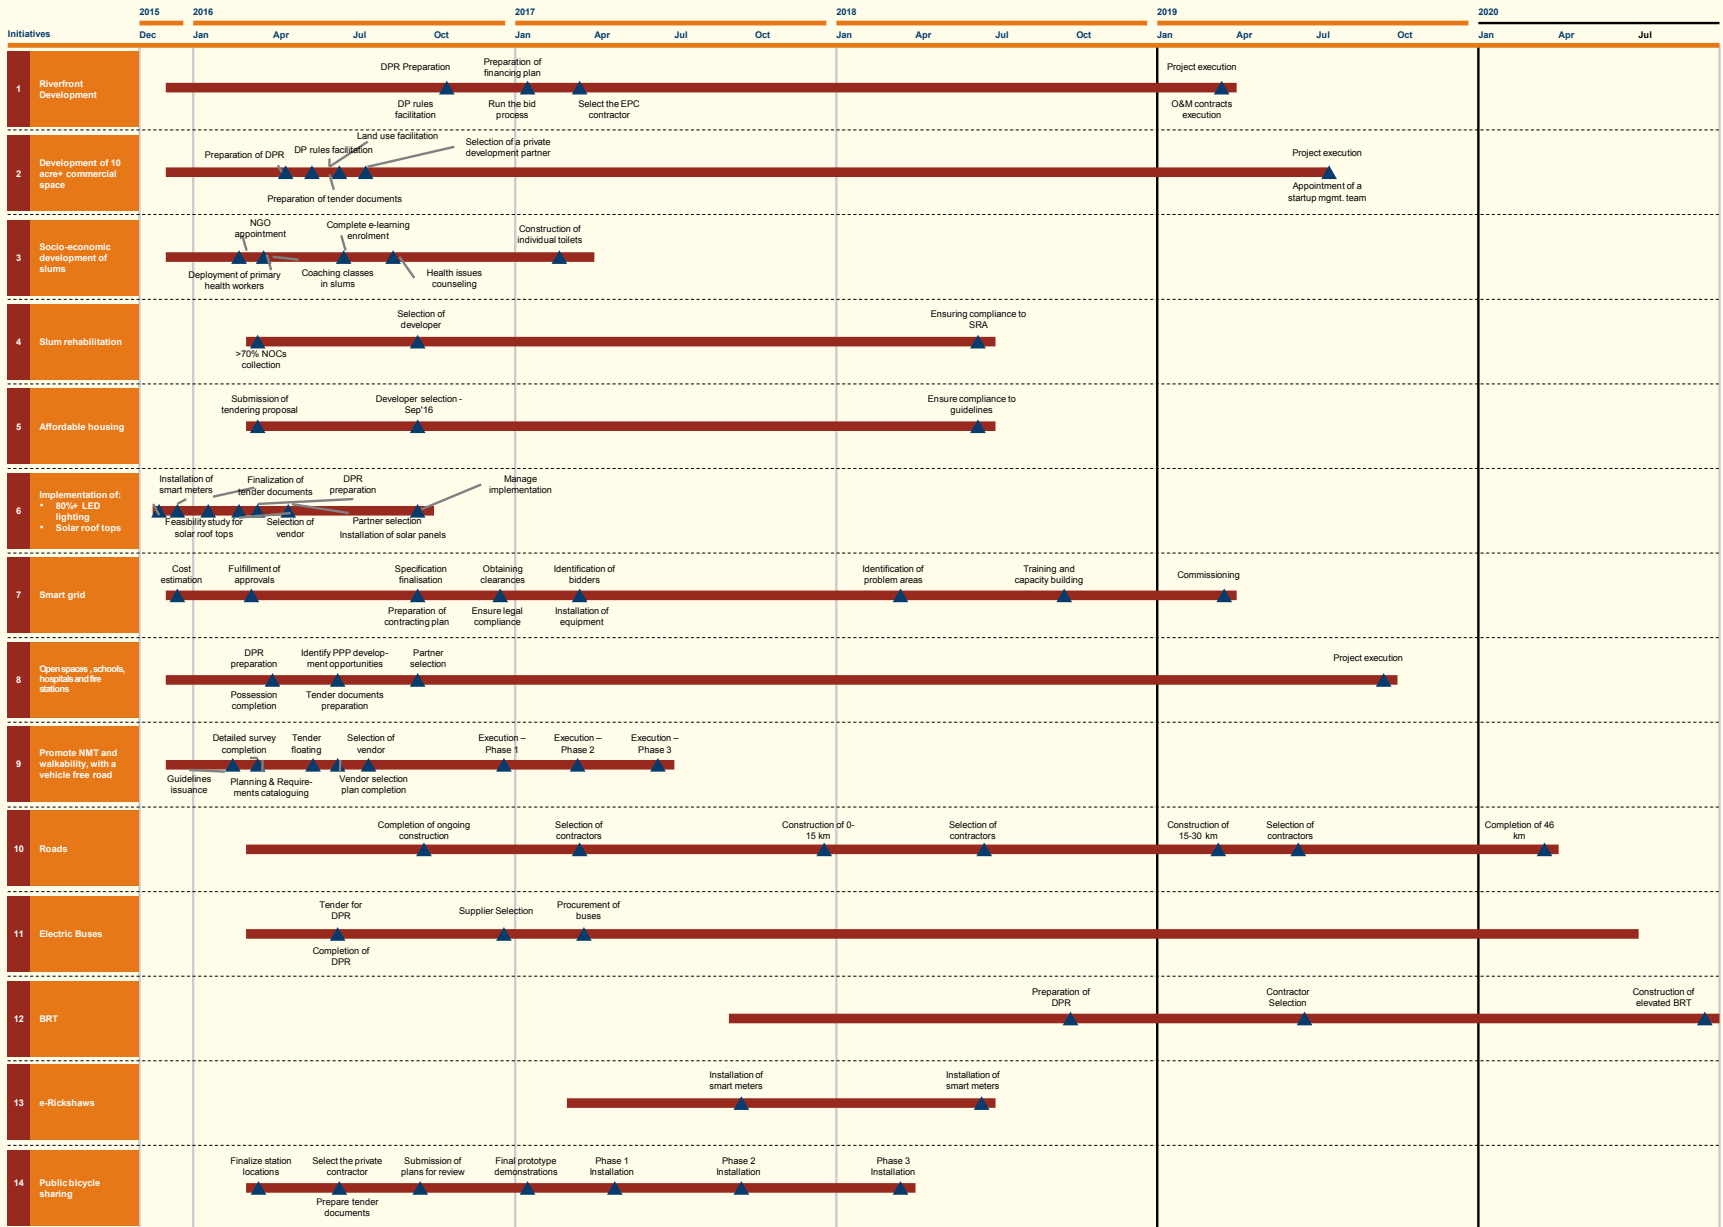 2015 2016 2017 2018 2019 2020
Initiatives Dec Jan Apr Jul Oct Jan Apr Jul Oct Jan Apr Jul Oct Jan Apr Jul Oct Jan Apr Jul
1
Riverfront
Development
DPR Preparation
DP rules
facilitation
Preparation of
financing plan
Run the bid
process
Select the EPC
contractor
Project execution
O&M contracts
execution
2
Development of 10
acre+ commercial
space
Preparation of DPR
DP rules facilitation
Land use facilitation
Selection of a private
development partner
Preparation of tender documents
Project execution
Appointment of a
startup mgmt. team
3
Socio-economic
development of
slums
NGO
appointment
Deployment of primary
health workers
Complete e-learning
enrolment
Coaching classes
in slums
Health issues
counseling
Construction of
individual toilets
4
Slum rehabilitation
>70% NOCs
collection
Selection of
developer
Ensuring compliance to
SRA
5
Affordable housing
Submission of
tendering proposal
Developer selection -
Sep'16
Ensure compliance to
guidelines
6
Implementation of:
• 80%+ LED
lighting
• Solar roof tops
Installation of
smart meters
Finalization of
tender documents
DPR
preparation
Manage
implementation
Feasibility study for
solar roof tops
Selection of
vendor
Partner selection
Installation of solar panels
7
Smart grid
Cost
estimation
Fulfillment of
approvals
Specification
finalisation
Obtaining
clearances
Identification of
bidders
Identification of
problem areas
Training and
capacity building
Commissioning
Preparation of
contracting plan
Ensure legal
compliance
Installation of
equipment
8
Open spaces , schools,
hospitals and fire
stations
DPR
preparation
Identify PPP develop-
ment opportunities
Partner
selection
Project execution
Possession
completion
Tender documents
preparation
9
Promote NMT and
walkability, with a
vehicle free road
Detailed survey
completion
Tender
floating
Selection of
vendor
Execution –
Phase 1
Execution –
Phase 2
Execution –
Phase 3
Guidelines
issuance
Planning & Require-
ments cataloguing
Vendor selection
plan completion
10
Roads
Completion of ongoing
construction
Selection of
contractors
Construction of 0-
15 km
Selection of
contractors
Construction of
15-30 km
Selection of
contractors
Completion of 46
km
11
Electric Buses
Tender for
DPR
Supplier Selection
Procurement of
buses
Completion of
DPR
12
BRT
Preparation of
DPR
Contractor
Selection
Construction of
elevated BRT
13
e-Rickshaws
Installation of
smart meters
Installation of
smart meters
14
Public bicycle
sharing
Finalize station
locations
Select the private
contractor
Submission of
plans for review
Final prototype
demonstrations
Phase 1
Installation
Phase 2
Installation
Phase 3
Installation
Prepare tender
documents